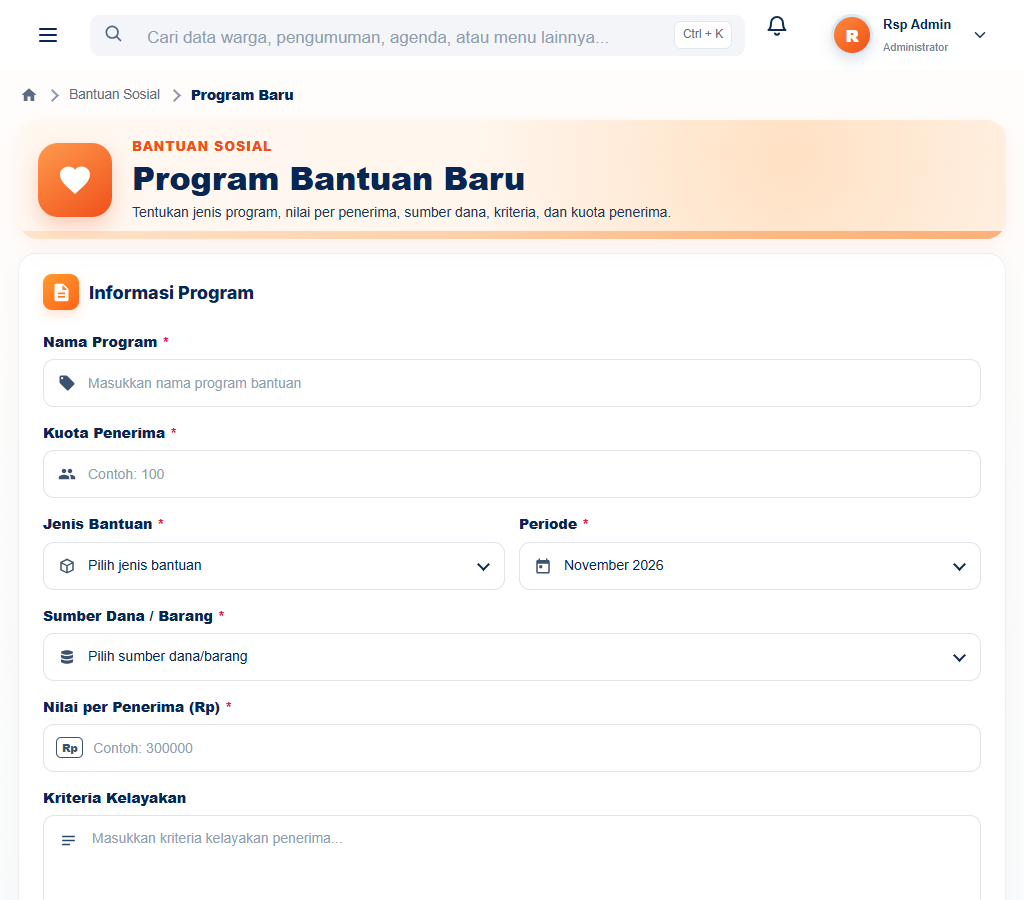 Cari data warga, pengumuman, agenda, atau menu lainnya...
Ctrl + K
R
Rsp Admin
Administrator
Bantuan Sosial
Program Baru
BANTUAN SOSIAL
Program Bantuan Baru
Tentukan jenis program, nilai per penerima, sumber dana, kriteria, dan kuota penerima.
Informasi Program
Nama Program *
Masukkan nama program bantuan
Kuota Penerima *
Contoh: 100
Jenis Bantuan *
Pilih jenis bantuan
Periode *
November 2026
Sumber Dana / Barang *
Pilih sumber dana/barang
Nilai per Penerima (Rp) *
Rp
Contoh: 300000
Kriteria Kelayakan
Masukkan kriteria kelayakan penerima...